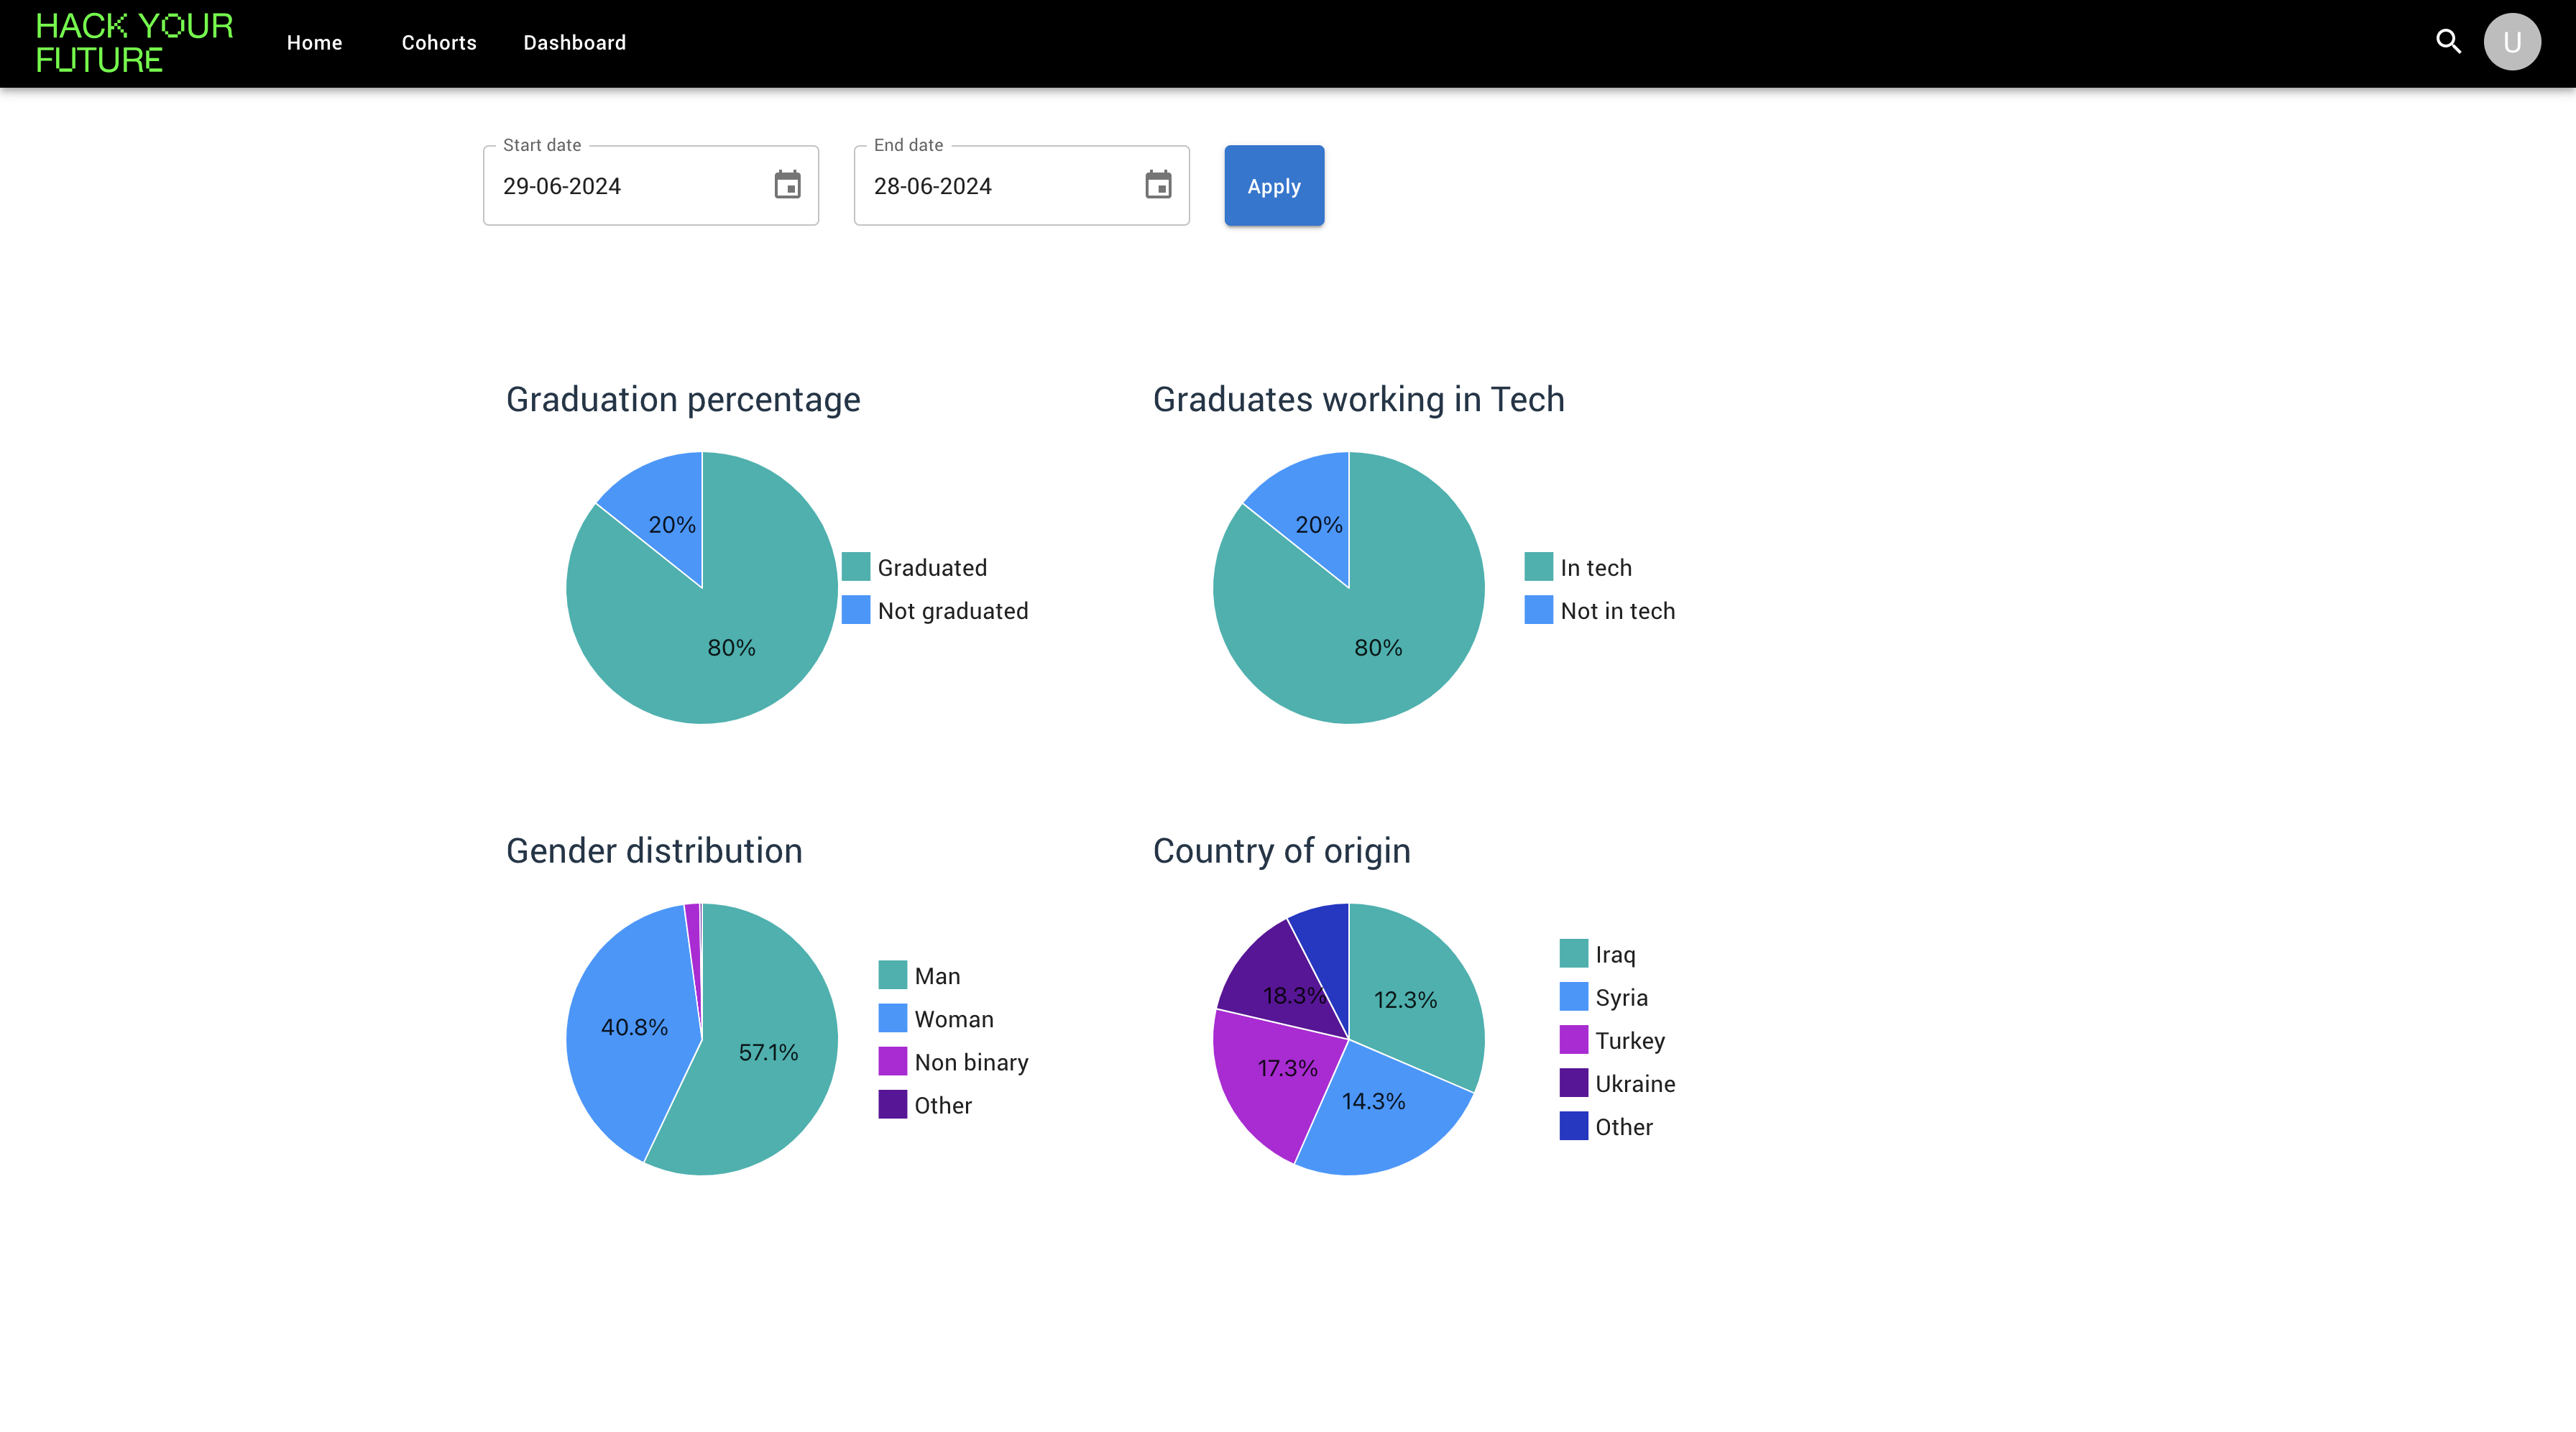 HACK YOUR
FUTURE
Home Cohorts Dashboard
U
Start date
29-06-2024
End date
28-06-2024
Apply
Graduation percentage
20%
80%
Graduated
Not graduated
Graduates working in Tech
20%
80%
In tech
Not in tech
Gender distribution
40.8%
57.1%
Man
Woman
Non binary
Other
Country of origin
18.3%
12.3%
17.3%
14.3%
Iraq
Syria
Turkey
Ukraine
Other